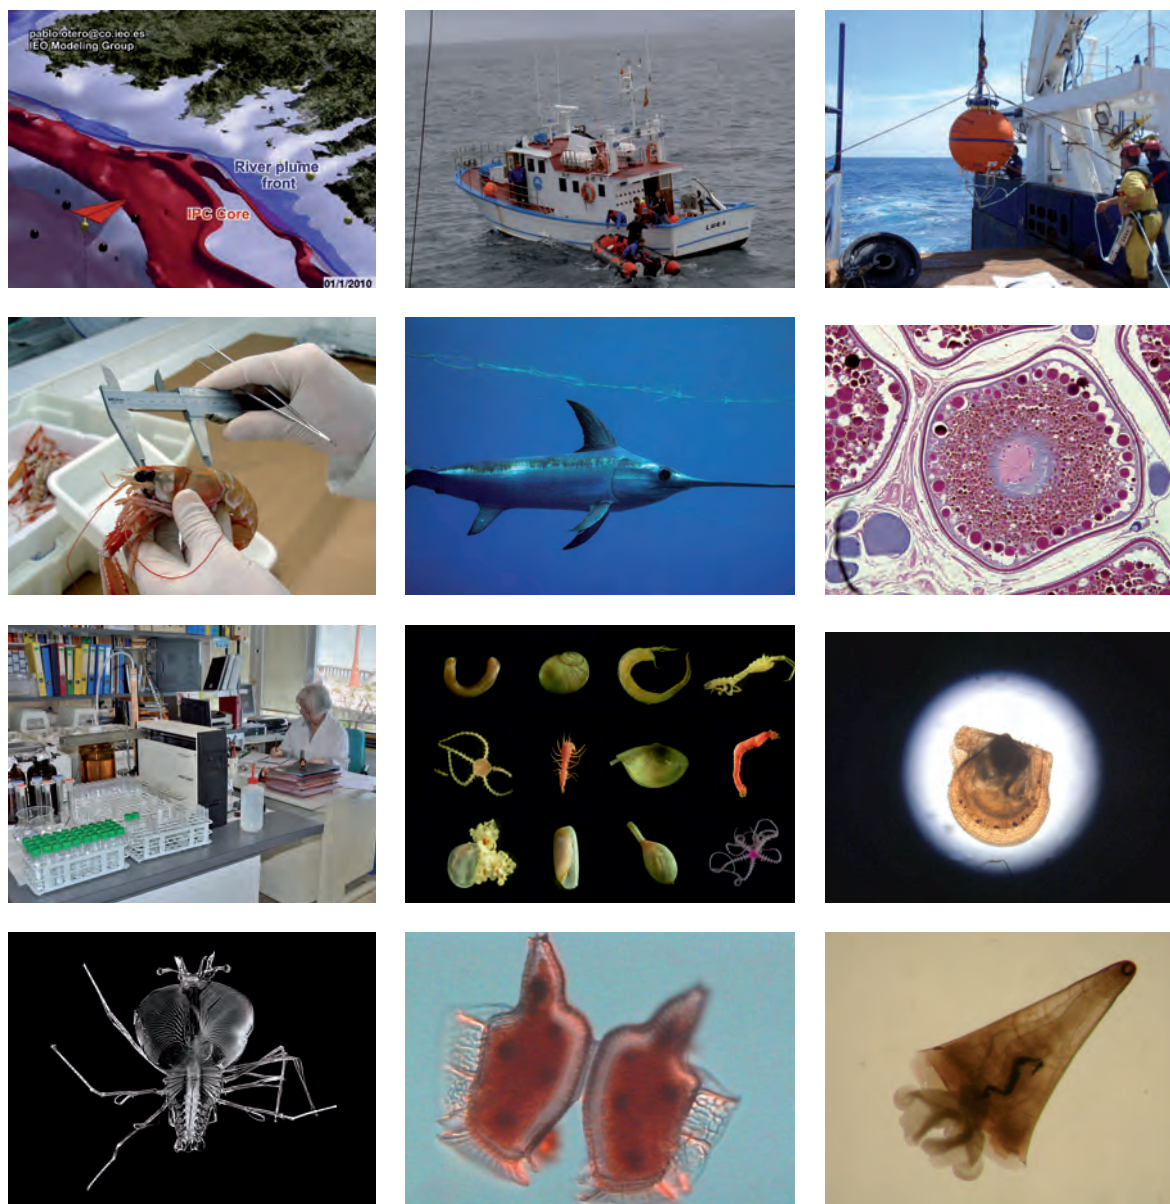 pablo.otero@co.ieo.es
IEO Modeling Group
River plume
front
IPC Core
01/1/2010